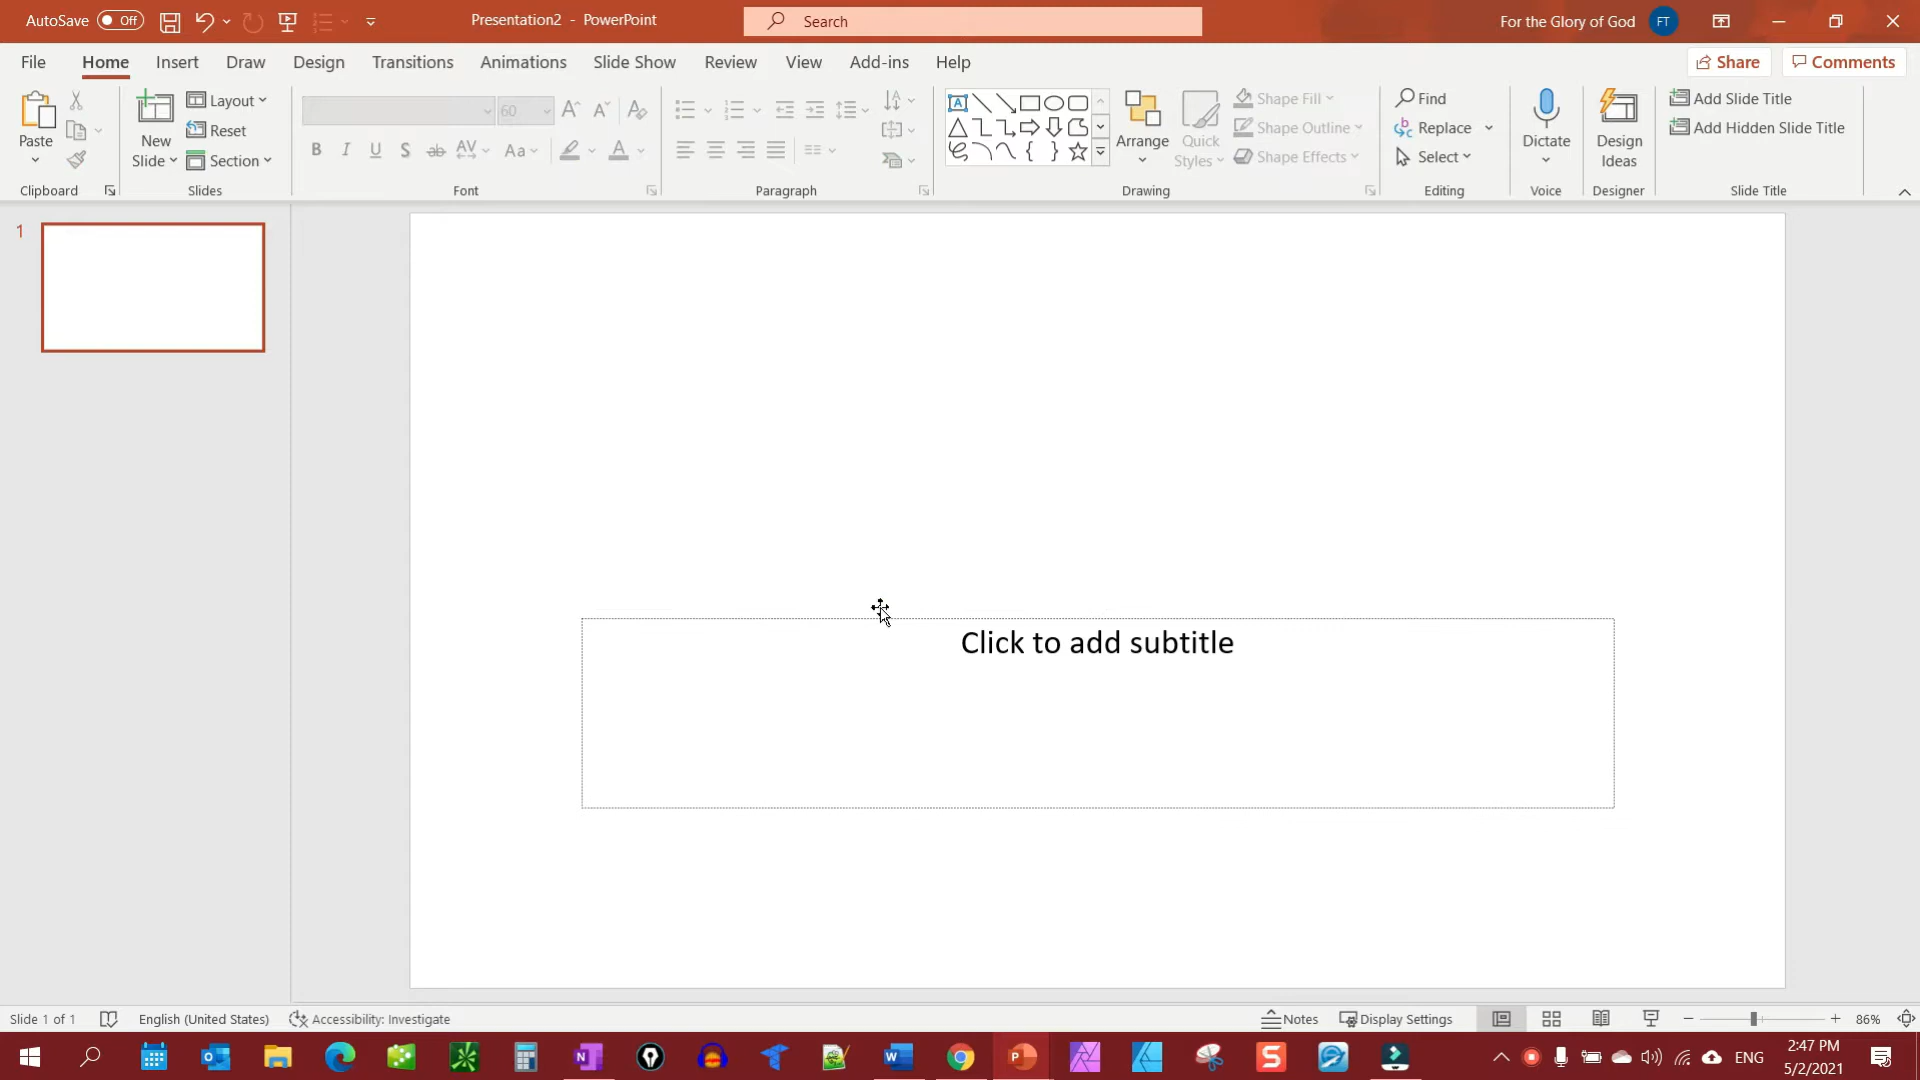 AutoSave Off Presentation2 - PowerPoint Search For the Glory of God FT
File Home Insert Draw Design Transitions Animations Slide Show Review View Add-ins Help Share Comments
Paste
New
Slide
Layout
Reset
Section
60
B I U S ab AV Aa A
Arrange
Quick
Styles
Shape Fill
Shape Outline
Shape Effects
Find
Replace
Select
Dictate
Design
Ideas
Add Slide Title
Add Hidden Slide Title
Clipboard Slides Font Paragraph Drawing Editing Voice Designer Slide Title
1
Click to add subtitle
Slide 1 of 1 English (United States) Accessibility: Investigate Notes Display Settings 86%
ENG
2:47 PM
5/2/2021